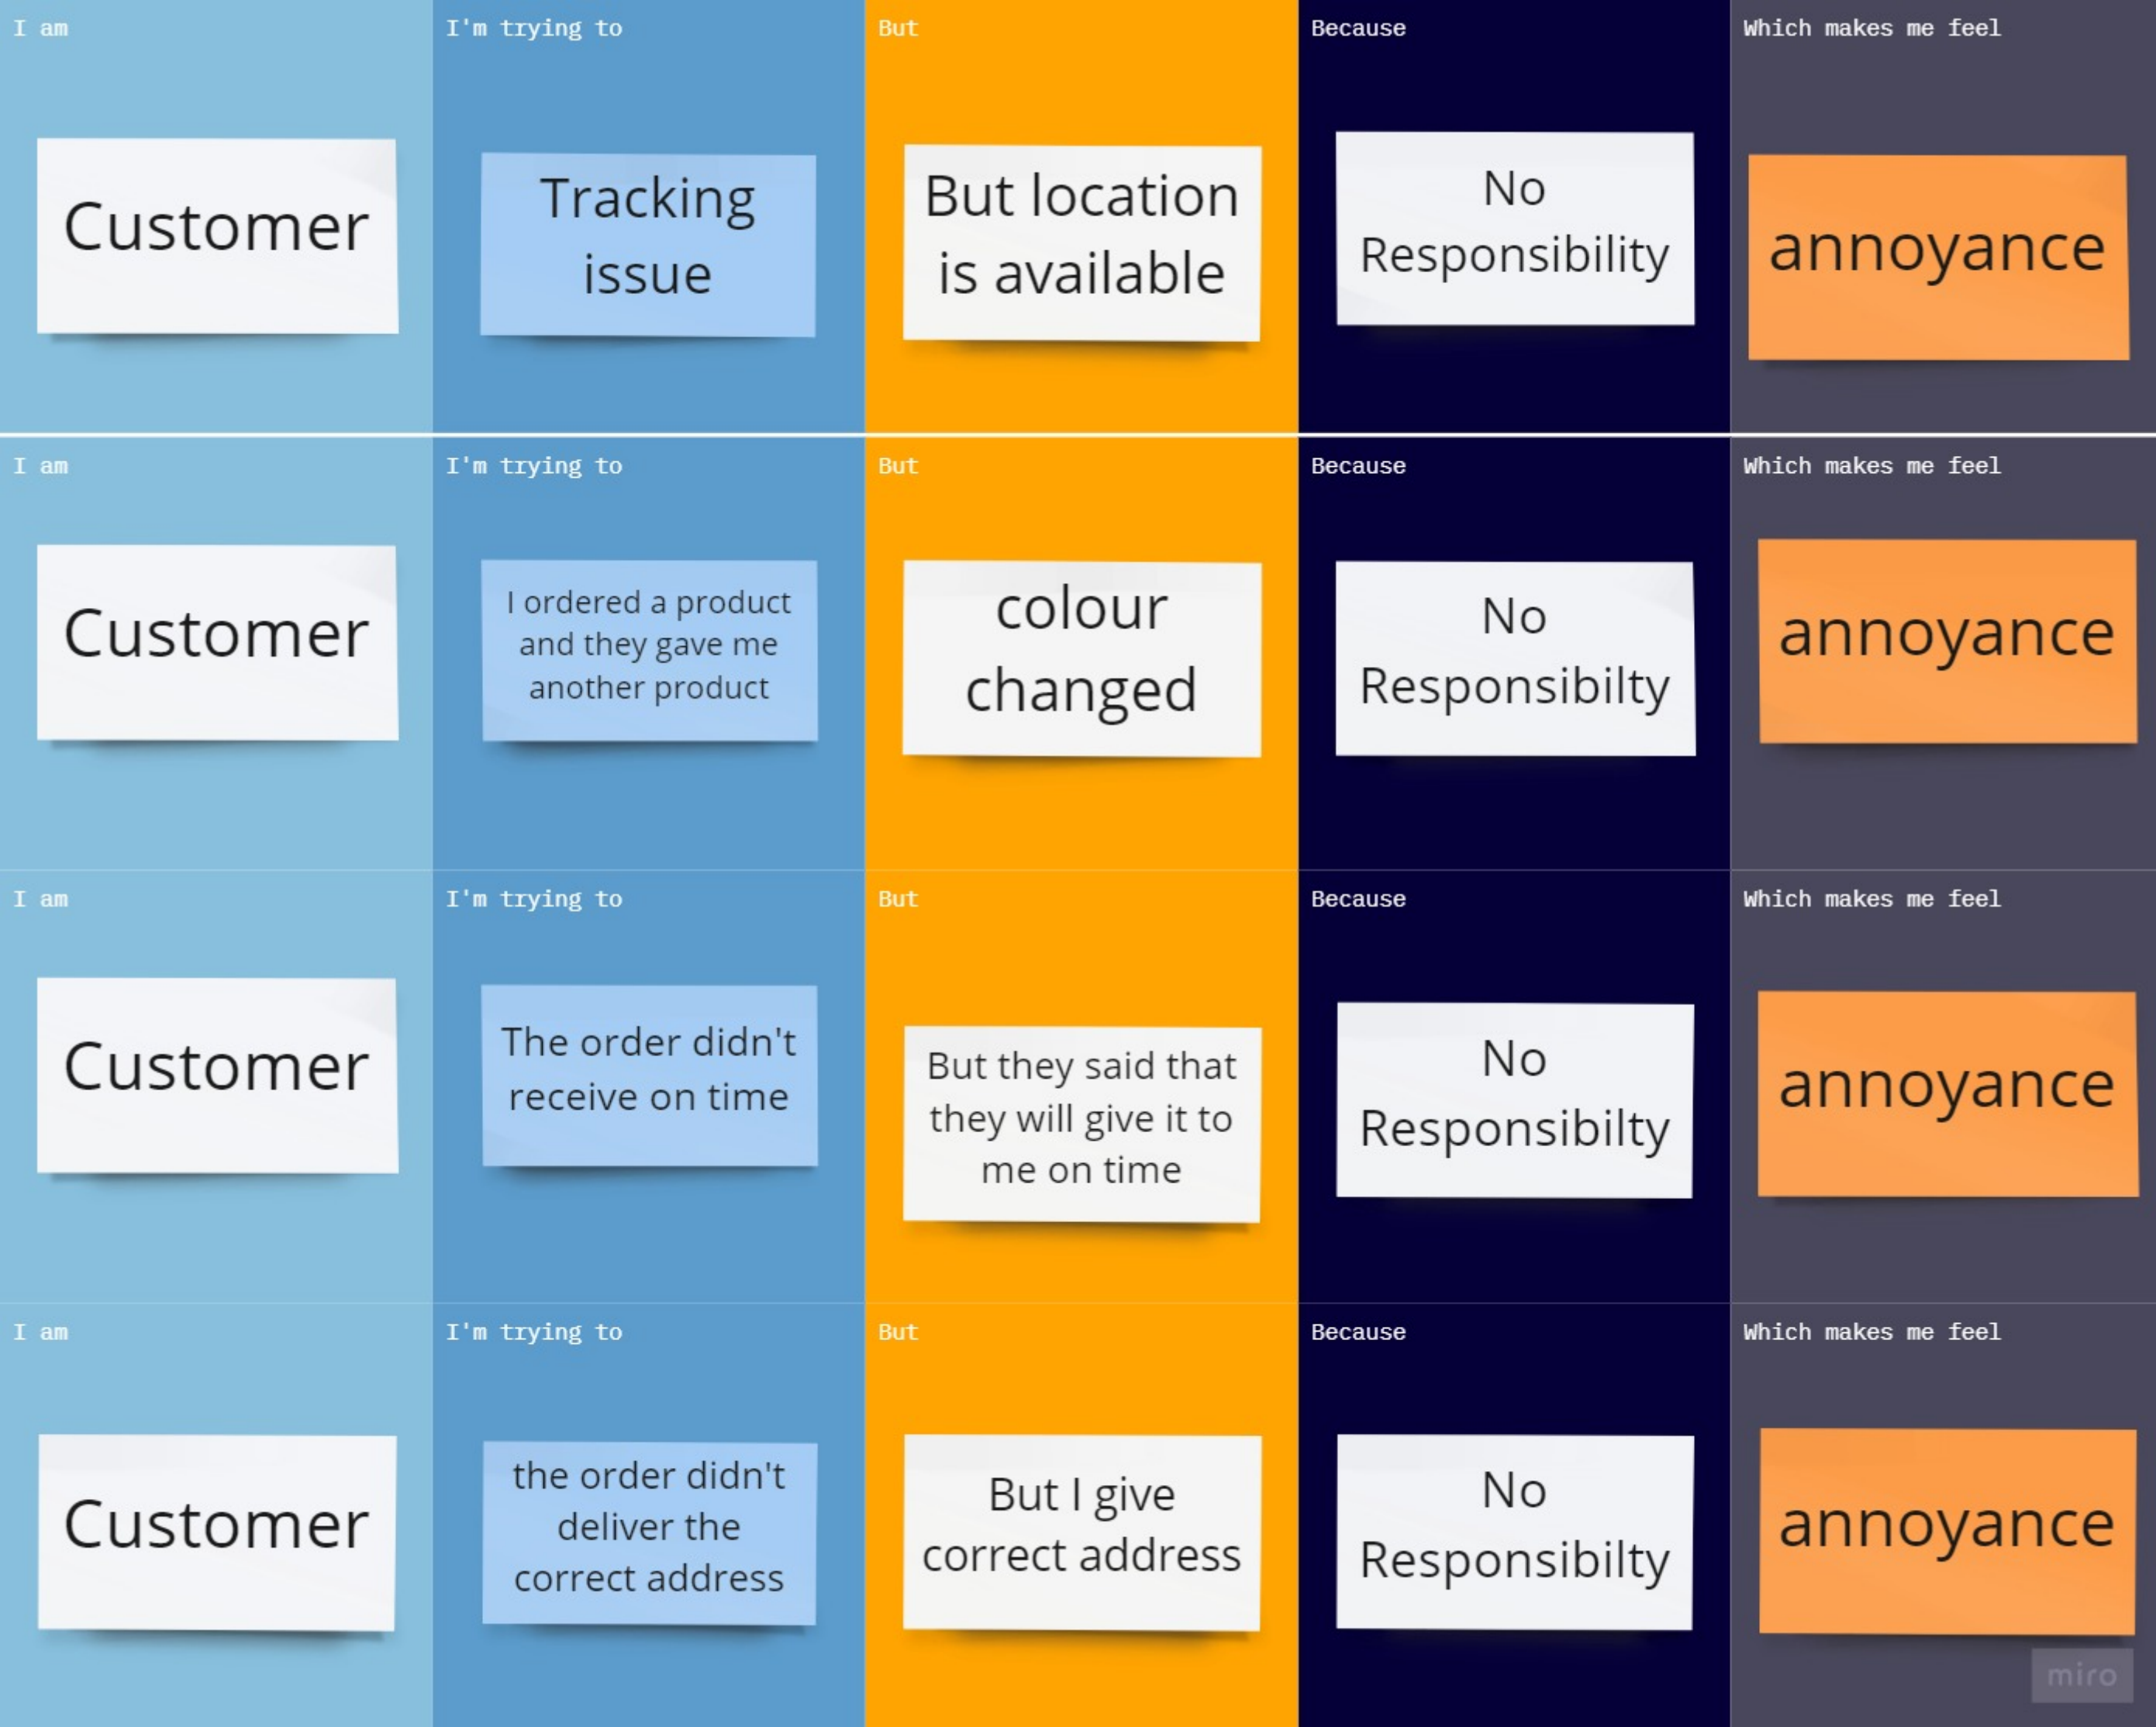 I am
I'm trying to
But
Because
Which makes me feel
Customer
Tracking
issue
But location
is available
No
Responsibility
annoyance
I am
I'm trying to
But
Because
Which makes me feel
Customer
I ordered a product
and they gave me
another product
colour
changed
No
Responsibilty
annoyance
I am
I'm trying to
But
Because
Which makes me feel
Customer
The order didn't
receive on time
But they said that
they will give it to
me on time
No
Responsibilty
annoyance
I am
I'm trying to
But
Because
Which makes me feel
Customer
the order didn't
deliver the
correct address
But I give
correct address
No
Responsibilty
annoyance
miro